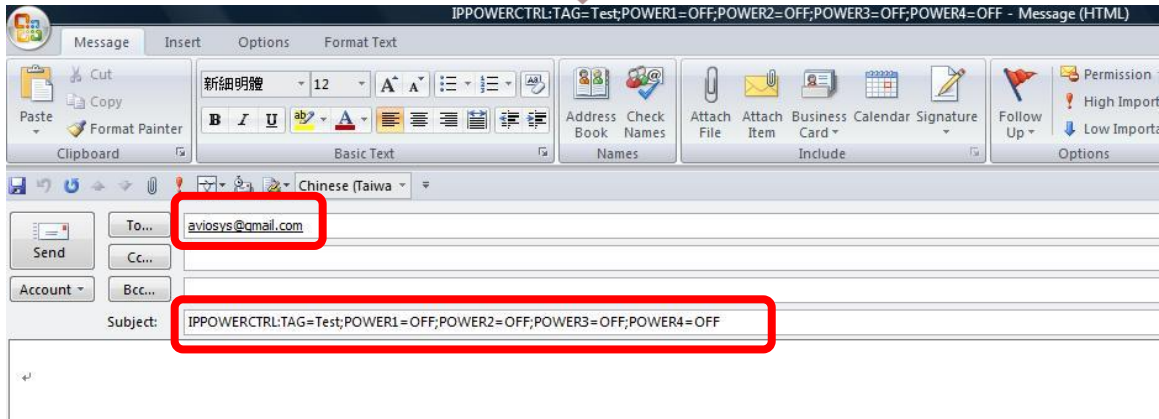 IPPOWERCTRL:TAG=Test;POWER1=OFF;POWER2=OFF;POWER3=OFF;POWER4=OFF - Message (HTML)
Message Insert Options Format Text
Cut
Copy
Paste
Format Painter
Clipboard
新細明體 12
B I U
Basic Text
Address Book
Check Names
Names
Attach File
Attach Item
Business Card
Calendar
Signature
Include
Follow Up
Permission
High Import
Low Importa
Options
Chinese (Taiwa
Send
To... aviosys@gmail.com
Cc...
Account
Bcc...
Subject: IPPOWERCTRL:TAG=Test;POWER1=OFF;POWER2=OFF;POWER3=OFF;POWER4=OFF